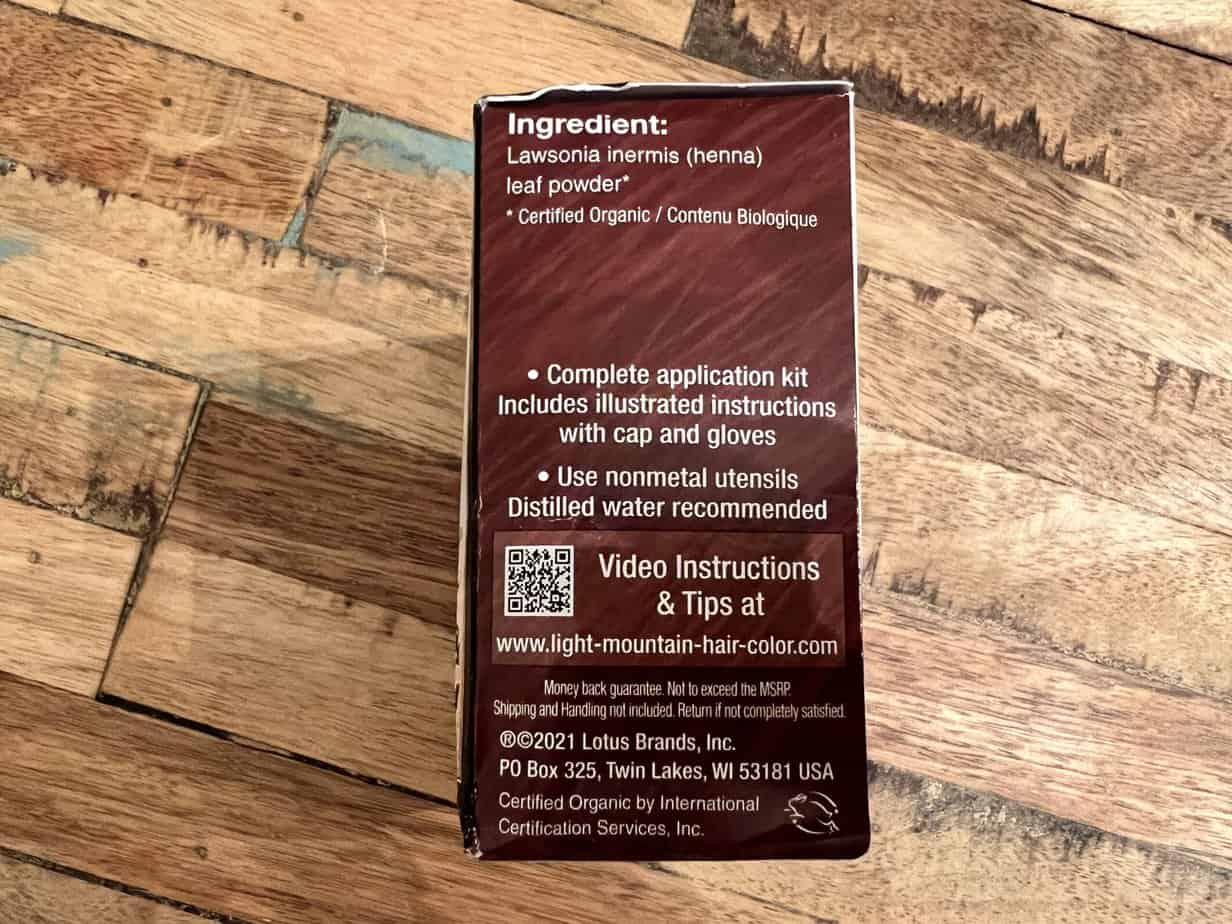 Ingredient:
Lawsonia inermis (henna)
leaf powder*
* Certified Organic / Contenu Biologique
• Complete application kit
Includes illustrated instructions
with cap and gloves
• Use nonmetal utensils
Distilled water recommended
Video Instructions
& Tips at
www.light-mountain-hair-color.com
Money back guarantee. Not to exceed the MSRP.
Shipping and Handling not included. Return if not completely satisfied.
®©2021 Lotus Brands, Inc.
PO Box 325, Twin Lakes, WI 53181 USA
Certified Organic by International
Certification Services, Inc.